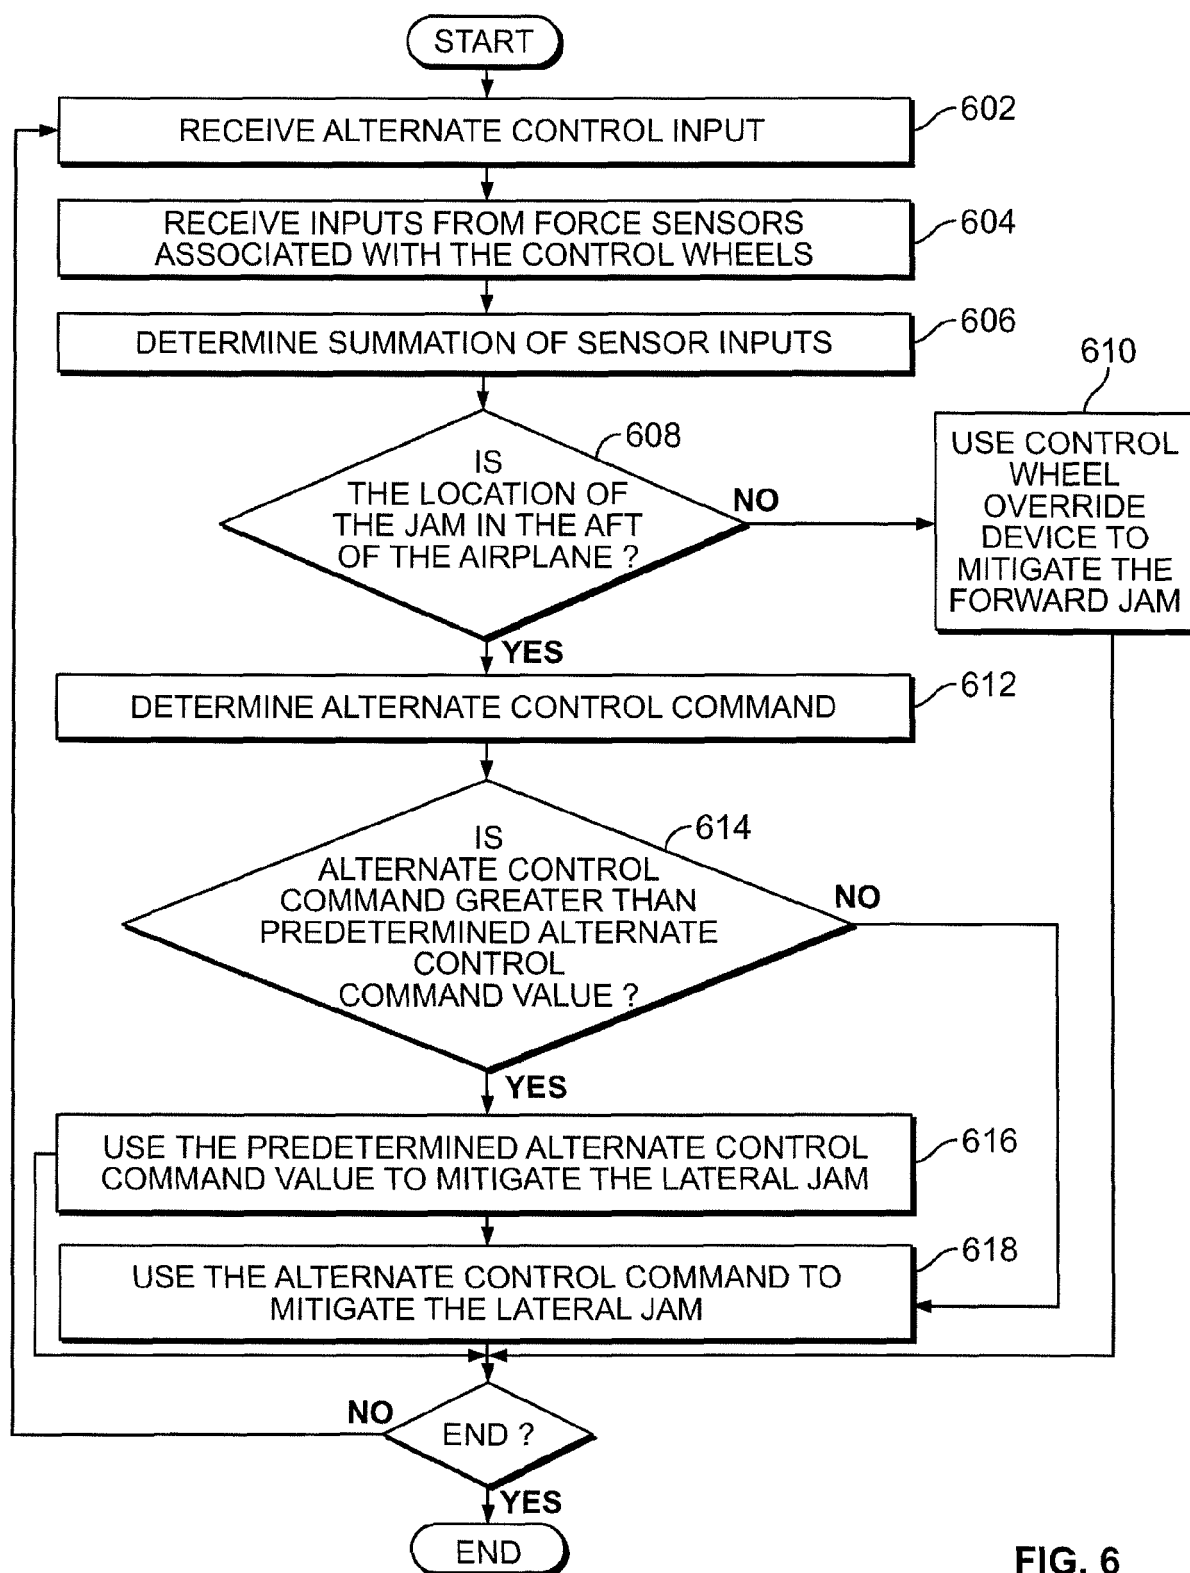 START
RECEIVE ALTERNATE CONTROL INPUT
602
RECEIVE INPUTS FROM FORCE SENSORS
ASSOCIATED WITH THE CONTROL WHEELS
604
DETERMINE SUMMATION OF SENSOR INPUTS
606
608
IS
THE LOCATION OF
THE JAM IN THE AFT
OF THE AIRPLANE ?
NO
610
USE CONTROL
WHEEL
OVERRIDE
DEVICE TO
MITIGATE THE
FORWARD JAM
YES
DETERMINE ALTERNATE CONTROL COMMAND
612
614
IS
ALTERNATE CONTROL
COMMAND GREATER THAN
PREDETERMINED ALTERNATE
CONTROL
COMMAND VALUE ?
NO
YES
USE THE PREDETERMINED ALTERNATE CONTROL
COMMAND VALUE TO MITIGATE THE LATERAL JAM
616
USE THE ALTERNATE CONTROL COMMAND TO
MITIGATE THE LATERAL JAM
618
NO
END ?
YES
END
FIG. 6